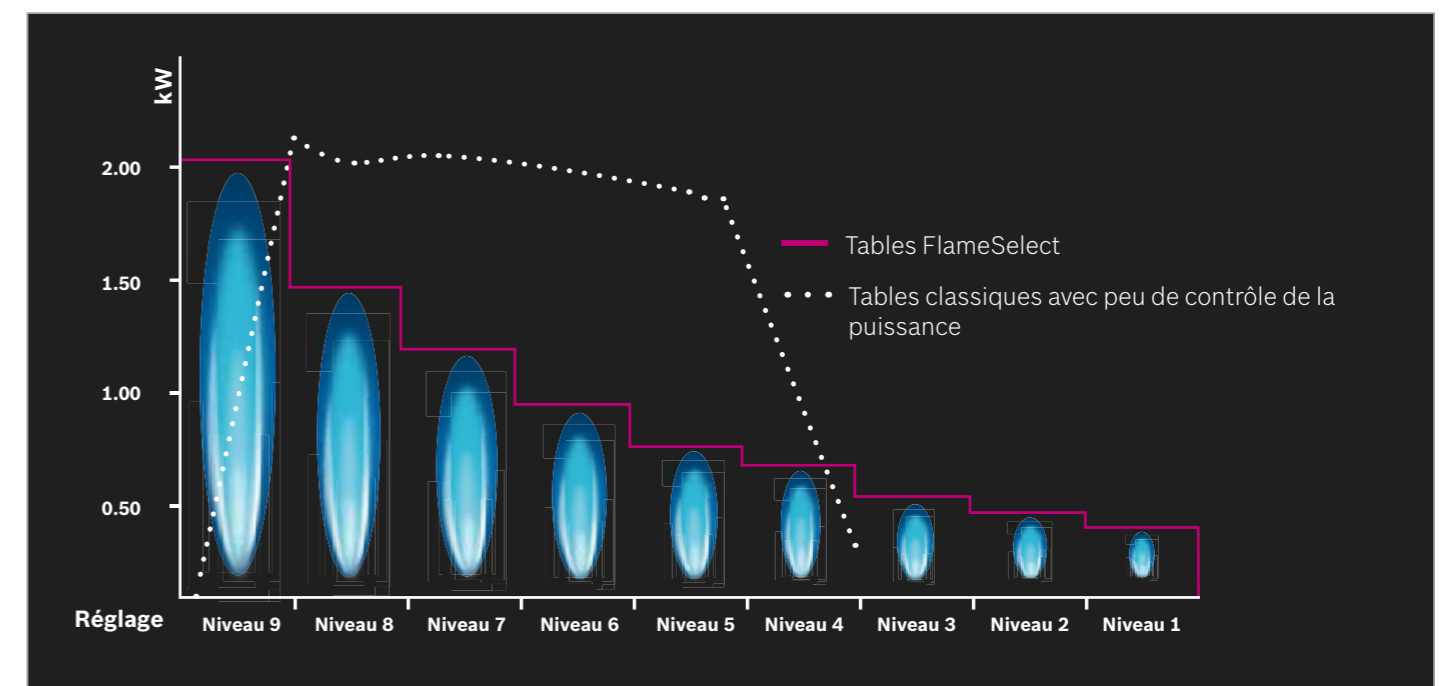 kW
2.00
1.50
1.00
0.50
Tables FlameSelect
Tables classiques avec peu de contrôle de la
puissance
Réglage
Niveau 9
Niveau 8
Niveau 7
Niveau 6
Niveau 5
Niveau 4
Niveau 3
Niveau 2
Niveau 1